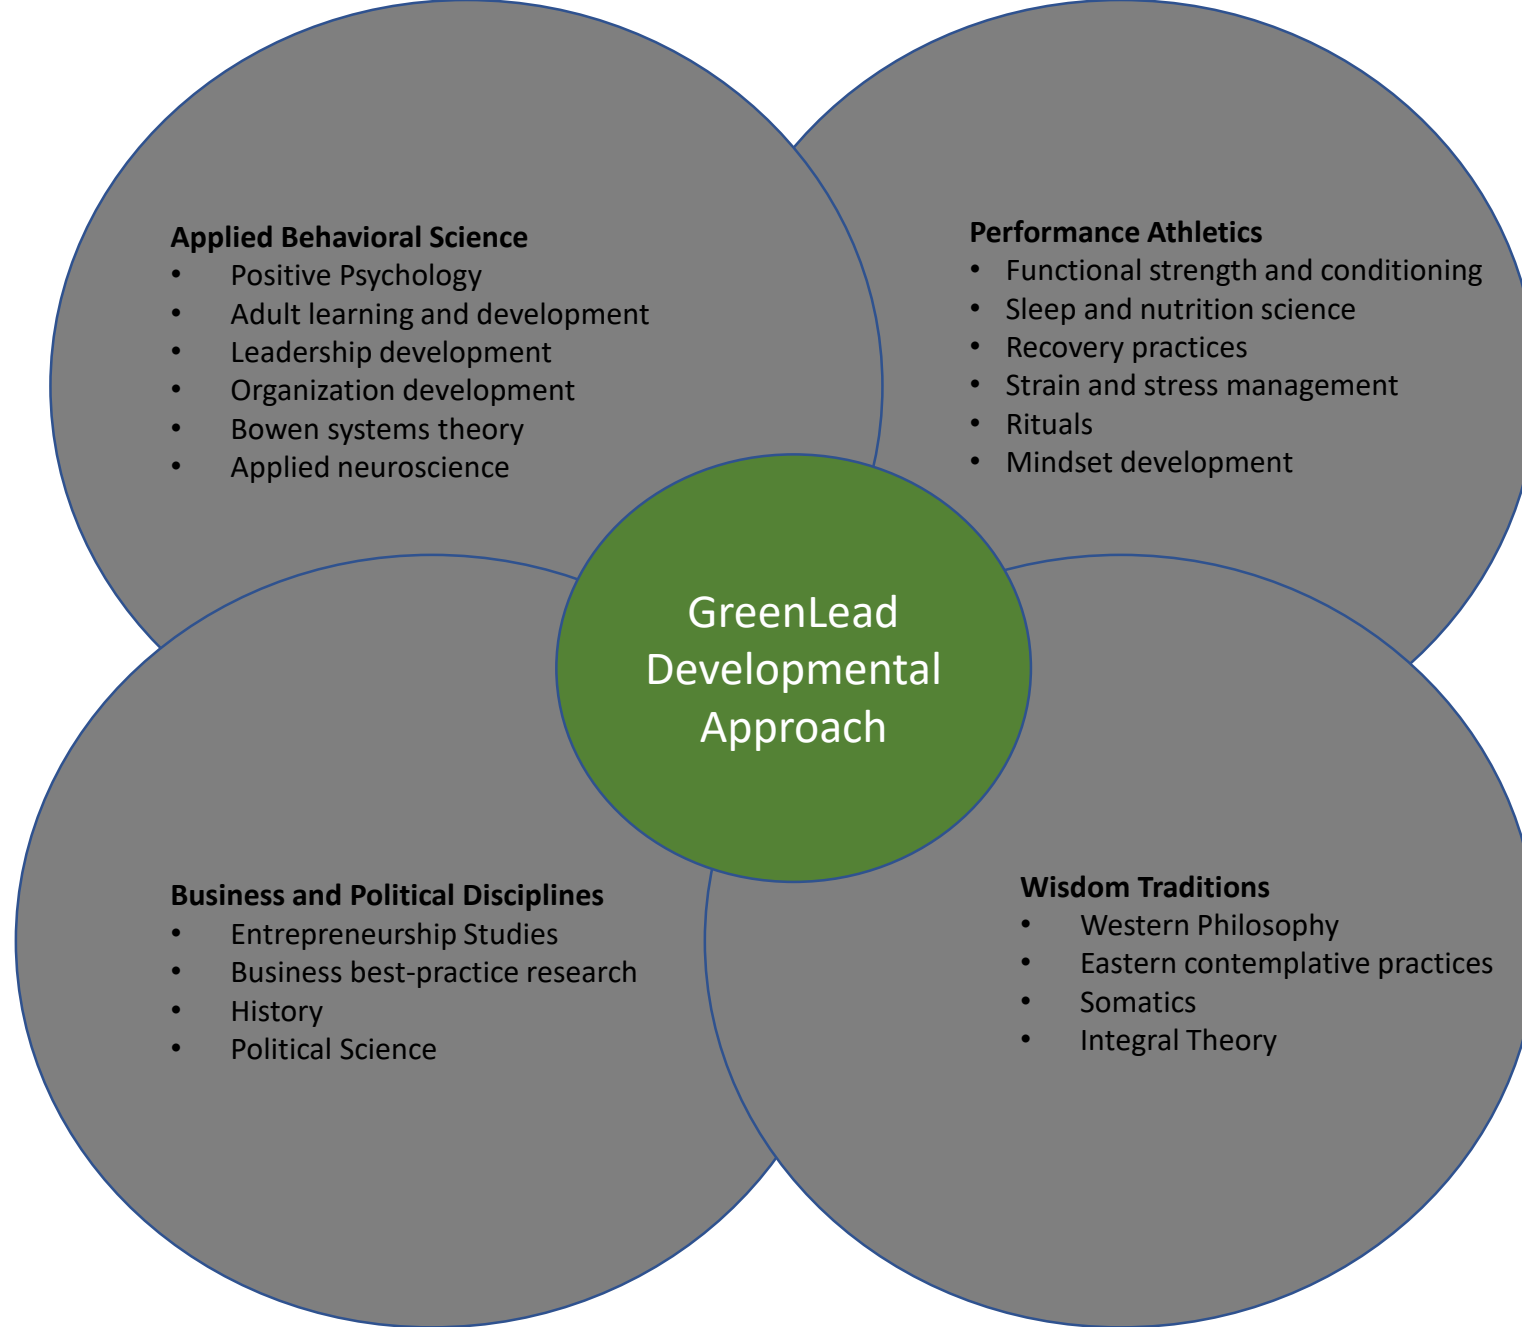 Applied Behavioral Science
• Positive Psychology
• Adult learning and development
• Leadership development
• Organization development
• Bowen systems theory
• Applied neuroscience
Performance Athletics
• Functional strength and conditioning
• Sleep and nutrition science
• Recovery practices
• Strain and stress management
• Rituals
• Mindset development
GreenLead
Developmental
Approach
Business and Political Disciplines
• Entrepreneurship Studies
• Business best-practice research
• History
• Political Science
Wisdom Traditions
• Western Philosophy
• Eastern contemplative practices
• Somatics
• Integral Theory